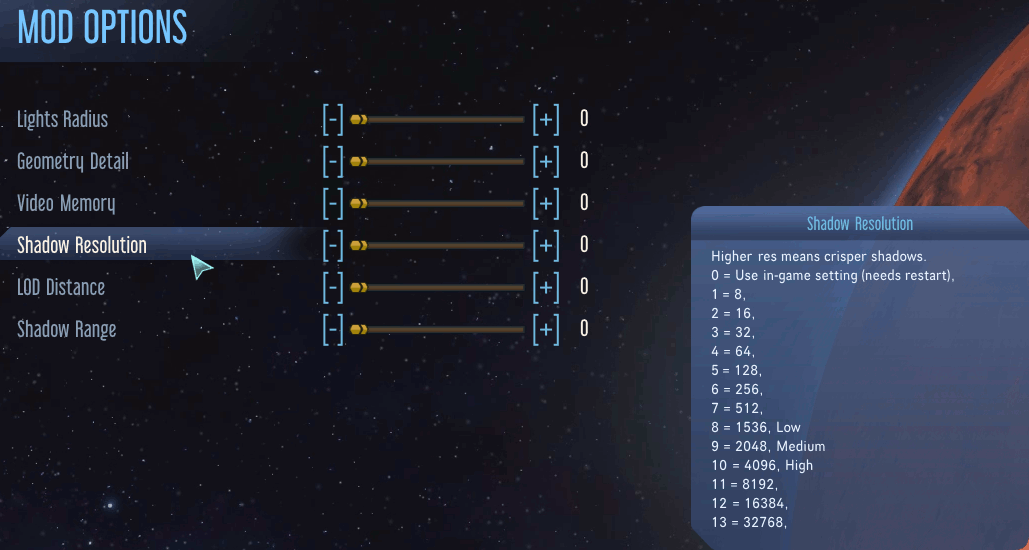 MOD OPTIONS
Lights Radius [-] [+] 0
Geometry Detail [-] [+] 0
Video Memory [-] [+] 0
Shadow Resolution [-] [+] 0
LOD Distance [-] [+] 0
Shadow Range [-] [+] 0
Shadow Resolution
Higher res means crisper shadows.
0 = Use in-game setting (needs restart),
1 = 8,
2 = 16,
3 = 32,
4 = 64,
5 = 128,
6 = 256,
7 = 512,
8 = 1536, Low
9 = 2048, Medium
10 = 4096, High
11 = 8192,
12 = 16384,
13 = 32768,